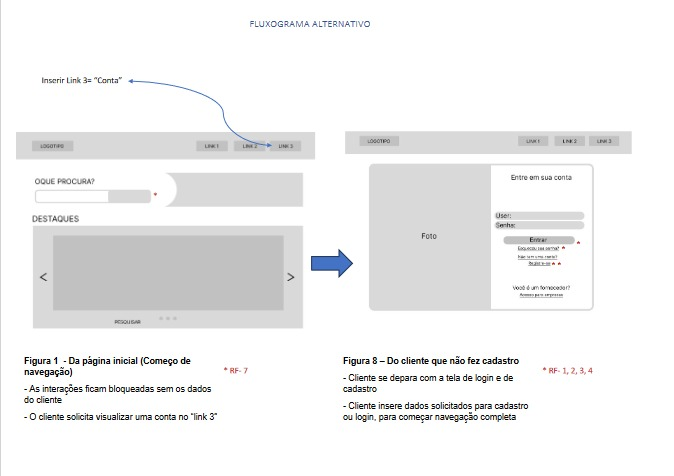 FLUXOGRAMA ALTERNATIVO
Inserir Link 3= "Conta"
LOGOTIPO
LINK 1
LINK 2
LINK 3
OQUE PROCURA?
*
DESTAQUES
<
>
PESQUISAR
Figura 1 - Da página inicial (Começo de
navegação)
* RF- 7
- As interações ficam bloqueadas sem os dados
do cliente
- O cliente solicita visualizar uma conta no "link 3"
LOGOTIPO
LINK 1
LINK 2
LINK 3
Foto
Entre em sua conta
User:
Senha:
Entrar *
Esqueceu sua senha? *
Não tem uma conta?
Registre-se * *
Você é um fornecedor?
Acesso para empresas
Figura 8 – Do cliente que não fez cadastro
* RF- 1, 2, 3, 4
- Cliente se depara com a tela de login e de
cadastro
- Cliente insere dados solicitados para cadastro
ou login, para começar navegação completa